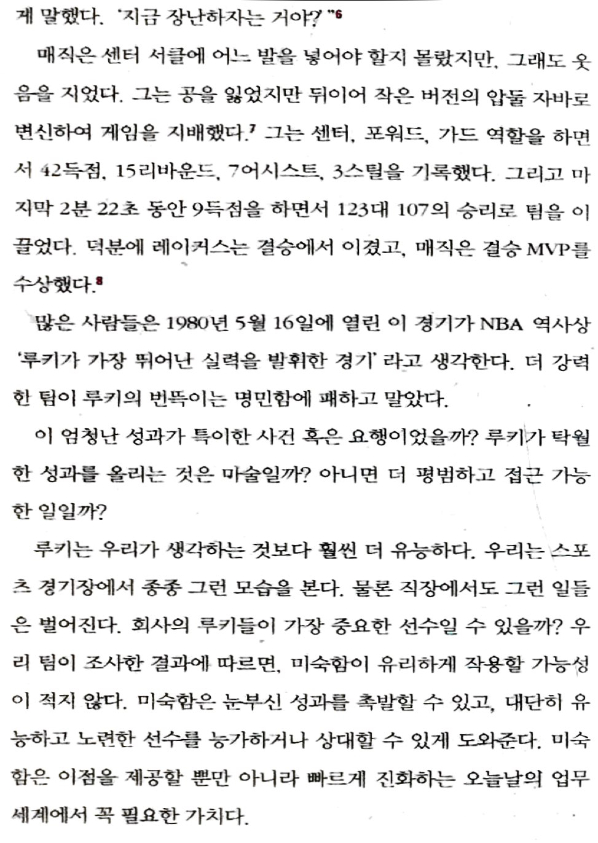 게 말했다. ‘지금 장난하자는 거야?’”6
매직은 센터 서클에 어느 발을 넣어야 할지 몰랐지만, 그래도 웃
음을 지었다. 그는 공을 잃었지만 뒤이어 작은 버전의 압둘 자바로
변신하여 게임을 지배했다.7 그는 센터, 포워드, 가드 역할을 하면
서 42득점, 15리바운드, 7어시스트, 3스틸을 기록했다. 그리고 마
지막 2분 22초 동안 9득점을 하면서 123대 107의 승리로 팀을 이
끌었다. 덕분에 레이커스는 결승에서 이겼고, 매직은 결승 MVP를
수상했다.8
많은 사람들은 1980년 5월 16일에 열린 이 경기가 NBA 역사상
‘루키가 가장 뛰어난 실력을 발휘한 경기’라고 생각한다. 더 강력
한 팀이 루키의 번뜩이는 명민함에 패하고 말았다.
이 엄청난 성과가 특이한 사건 혹은 요행이었을까? 루키가 탁월
한 성과를 올리는 것은 마술일까? 아니면 더 평범하고 접근 가능
한 일일까?
루키는 우리가 생각하는 것보다 훨씬 더 유능하다. 우리는 스포
츠 경기장에서 종종 그런 모습을 본다. 물론 직장에서도 그런 일들
은 벌어진다. 회사의 루키들이 가장 중요한 선수일 수 있을까? 우
리 팀이 조사한 결과에 따르면, 미숙함이 유리하게 작용할 가능성
이 적지 않다. 미숙함은 눈부신 성과를 촉발할 수 있고, 대단히 유
능하고 노련한 선수를 능가하거나 상대할 수 있게 도와준다. 미숙
함은 이점을 제공할 뿐만 아니라 빠르게 진화하는 오늘날의 업무
세계에서 꼭 필요한 가치다.